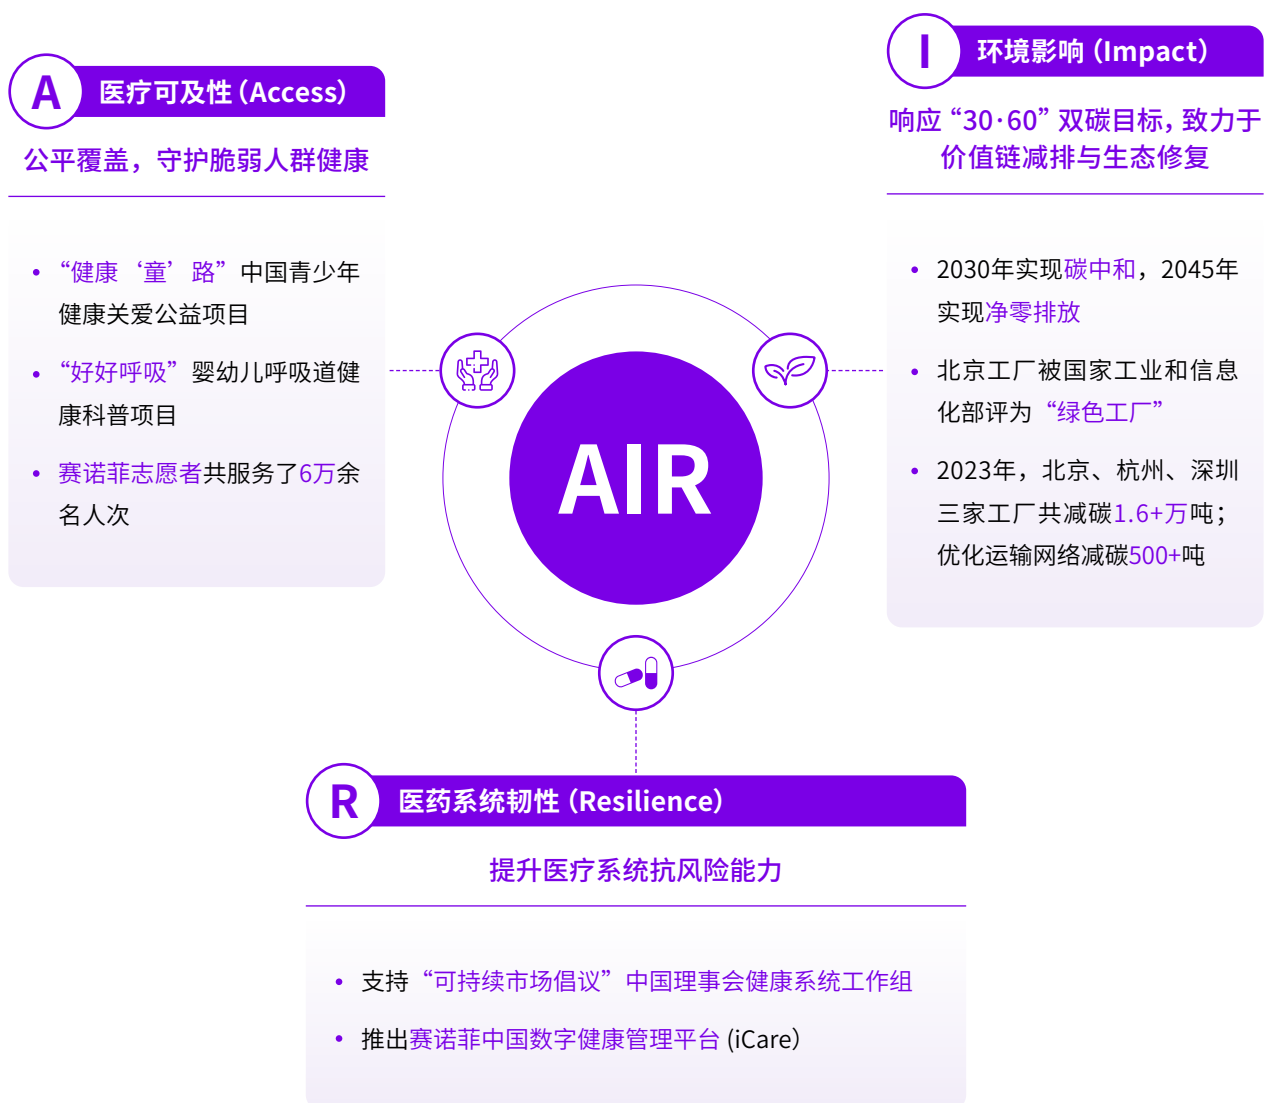 A
医疗可及性（Access）
公平覆盖，守护脆弱人群健康
• “健康‘童’路”中国青少年
健康关爱公益项目
• “好好呼吸”婴幼儿呼吸道健
康科普项目
• 赛诺菲志愿者共服务了6万余
名人次
I
环境影响（Impact）
响应“30·60”双碳目标，致力于
价值链减排与生态修复
• 2030年实现碳中和，2045年
实现净零排放
• 北京工厂被国家工业和信息
化部评为“绿色工厂”
• 2023年，北京、杭州、深圳
三家工厂共减碳1.6+万吨；
优化运输网络减碳500+吨
AIR
R
医药系统韧性（Resilience）
提升医疗系统抗风险能力
• 支持“可持续市场倡议”中国理事会健康系统工作组
• 推出赛诺菲中国数字健康管理平台 (iCare）